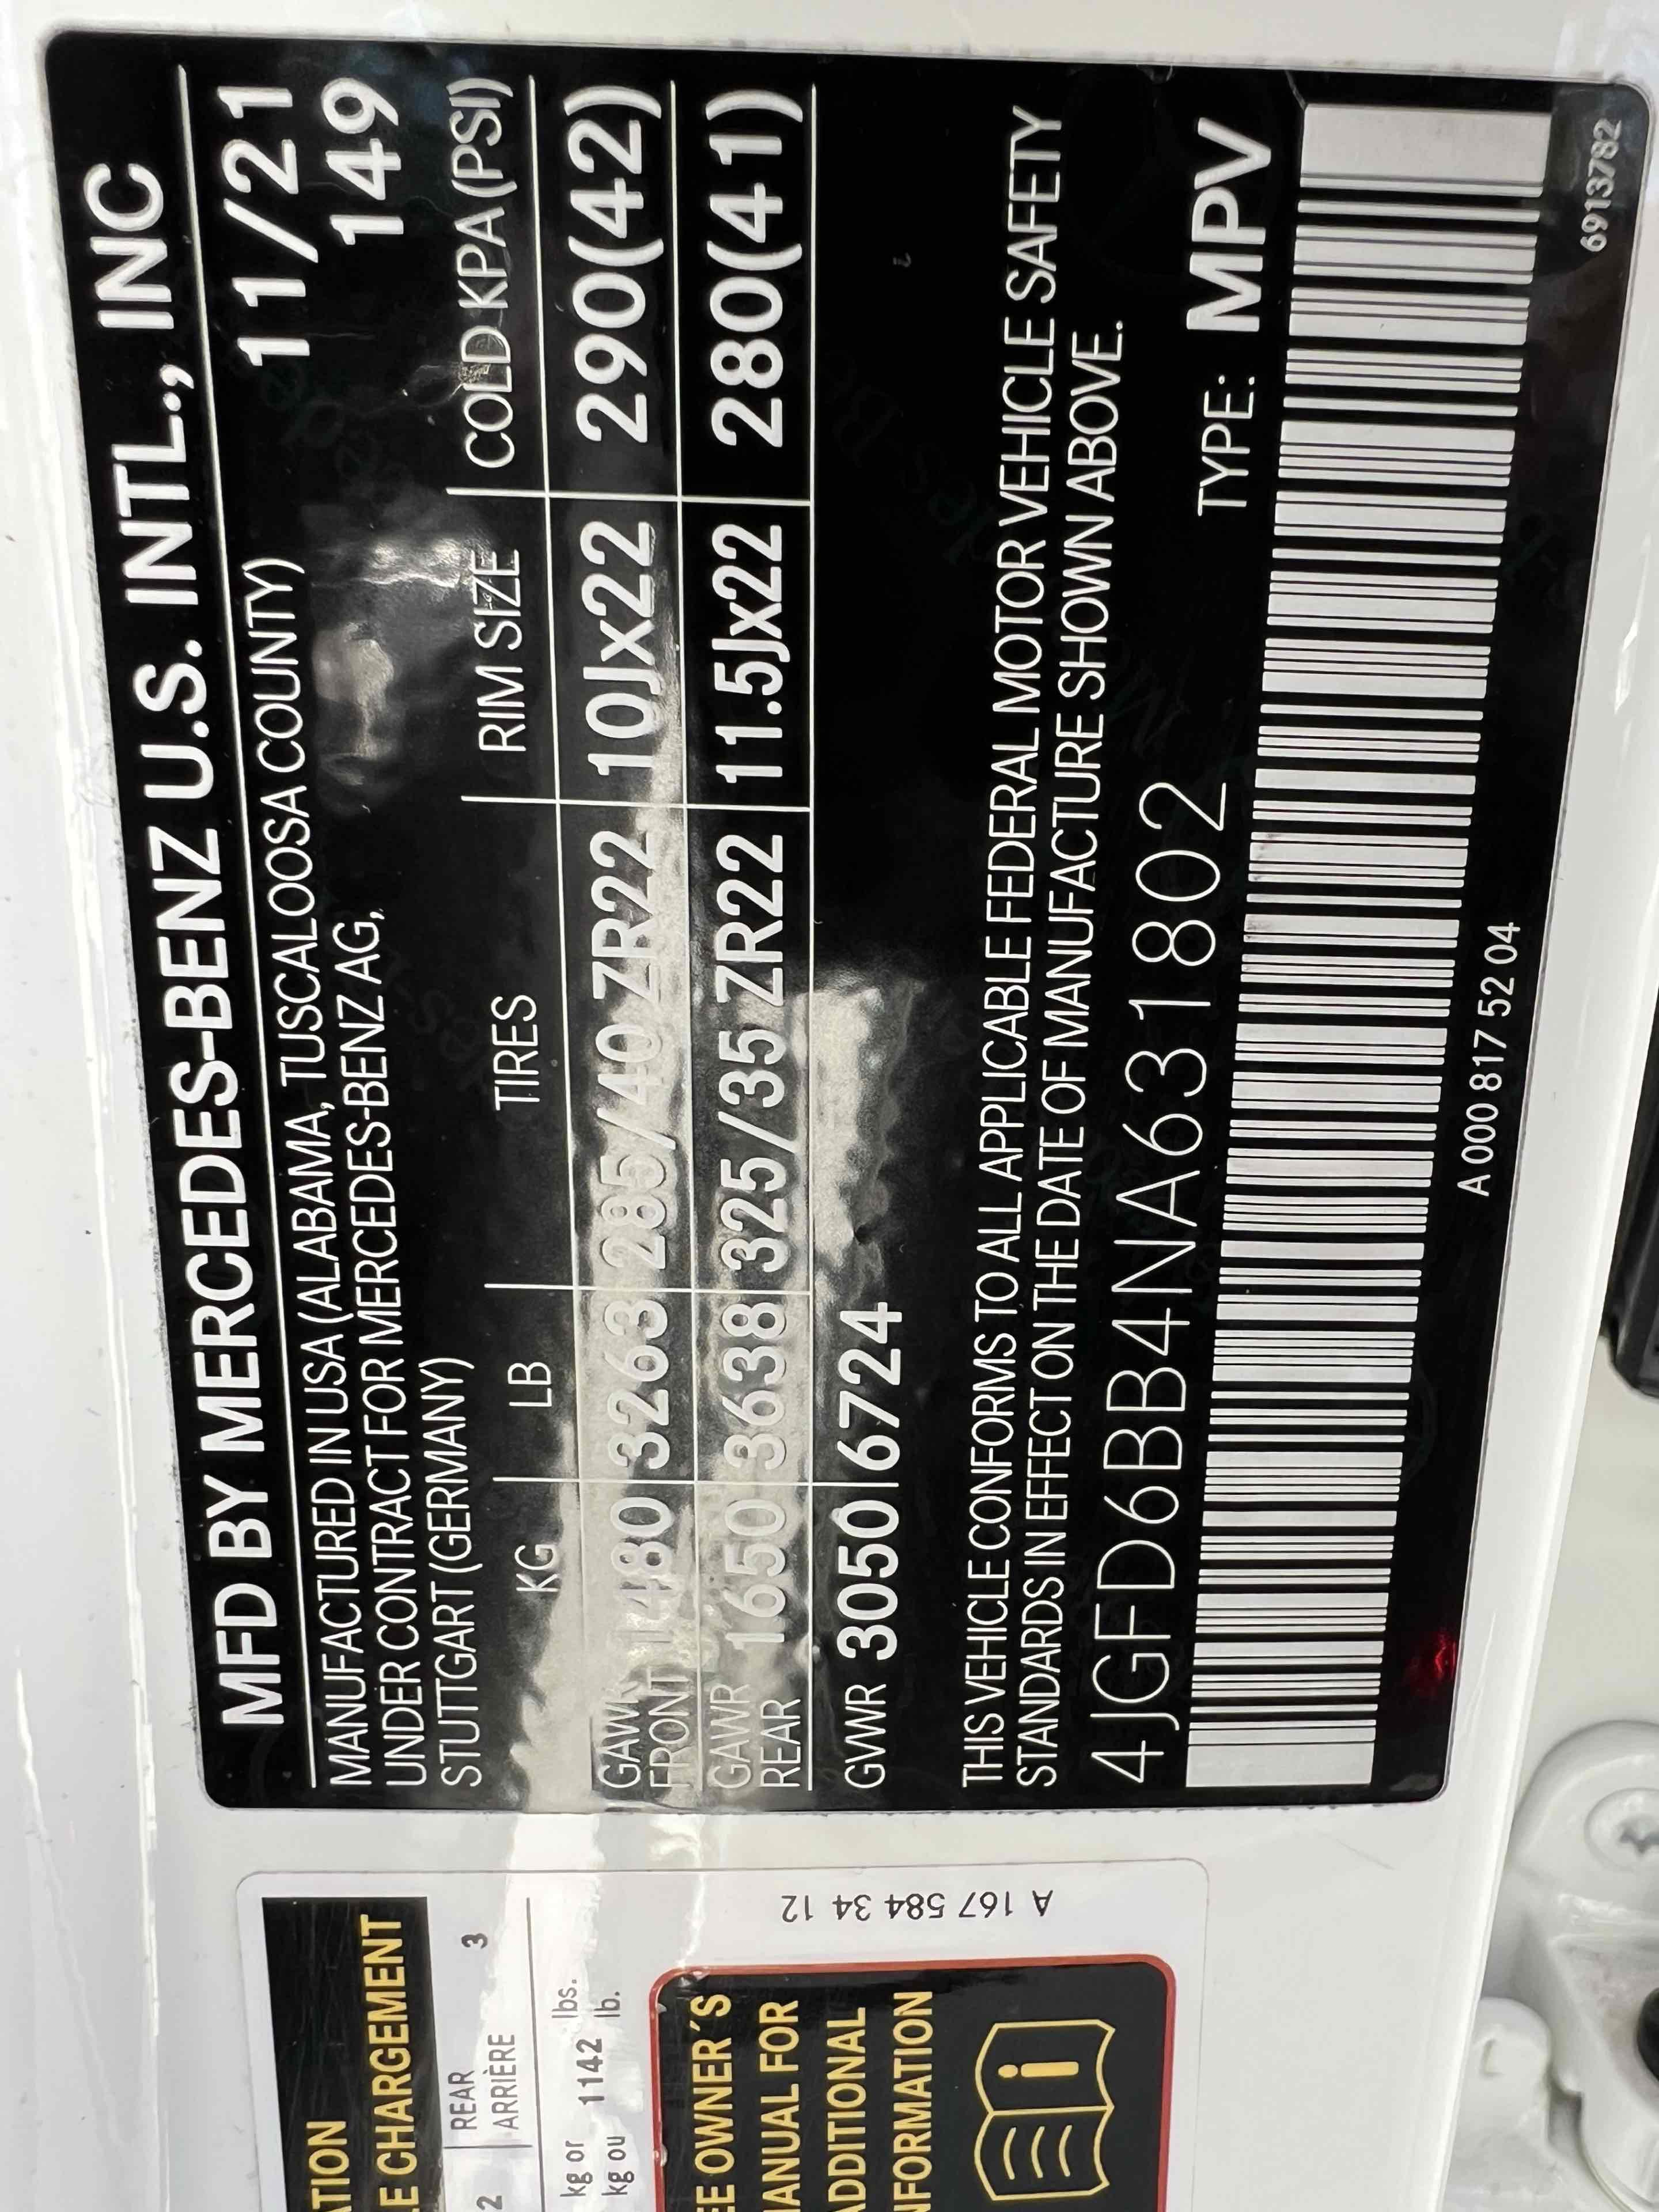 MFD BY MERCEDES-BENZ U.S. INTL., INC
MANUFACTURED IN USA (ALABAMA, TUSCALOOSA COUNTY) 11/21
UNDER CONTRACT FOR MERCEDES-BENZ AG, 149
STUTTGART (GERMANY)
KG LB TIRES RIM SIZE COLD KPA (PSI)
GAWR FRONT 1480 3263 285/40 ZR22 10Jx22 290(42)
GAWR REAR 1650 3638 325/35 ZR22 11.5Jx22 280(41)
GVWR 3050 6724
THIS VEHICLE CONFORMS TO ALL APPLICABLE FEDERAL MOTOR VEHICLE SAFETY
STANDARDS IN EFFECT ON THE DATE OF MANUFACTURE SHOWN ABOVE.
4JGFD6BB4NA631802 TYPE: MPV
A 000 817 52 04
6913782
CHARGEMENT
2 REAR 3
ARRIÈRE
kg or 1142 lbs.
kg ou lb.
OWNER'S
FOR
ADDITIONAL
A 167 584 34 12